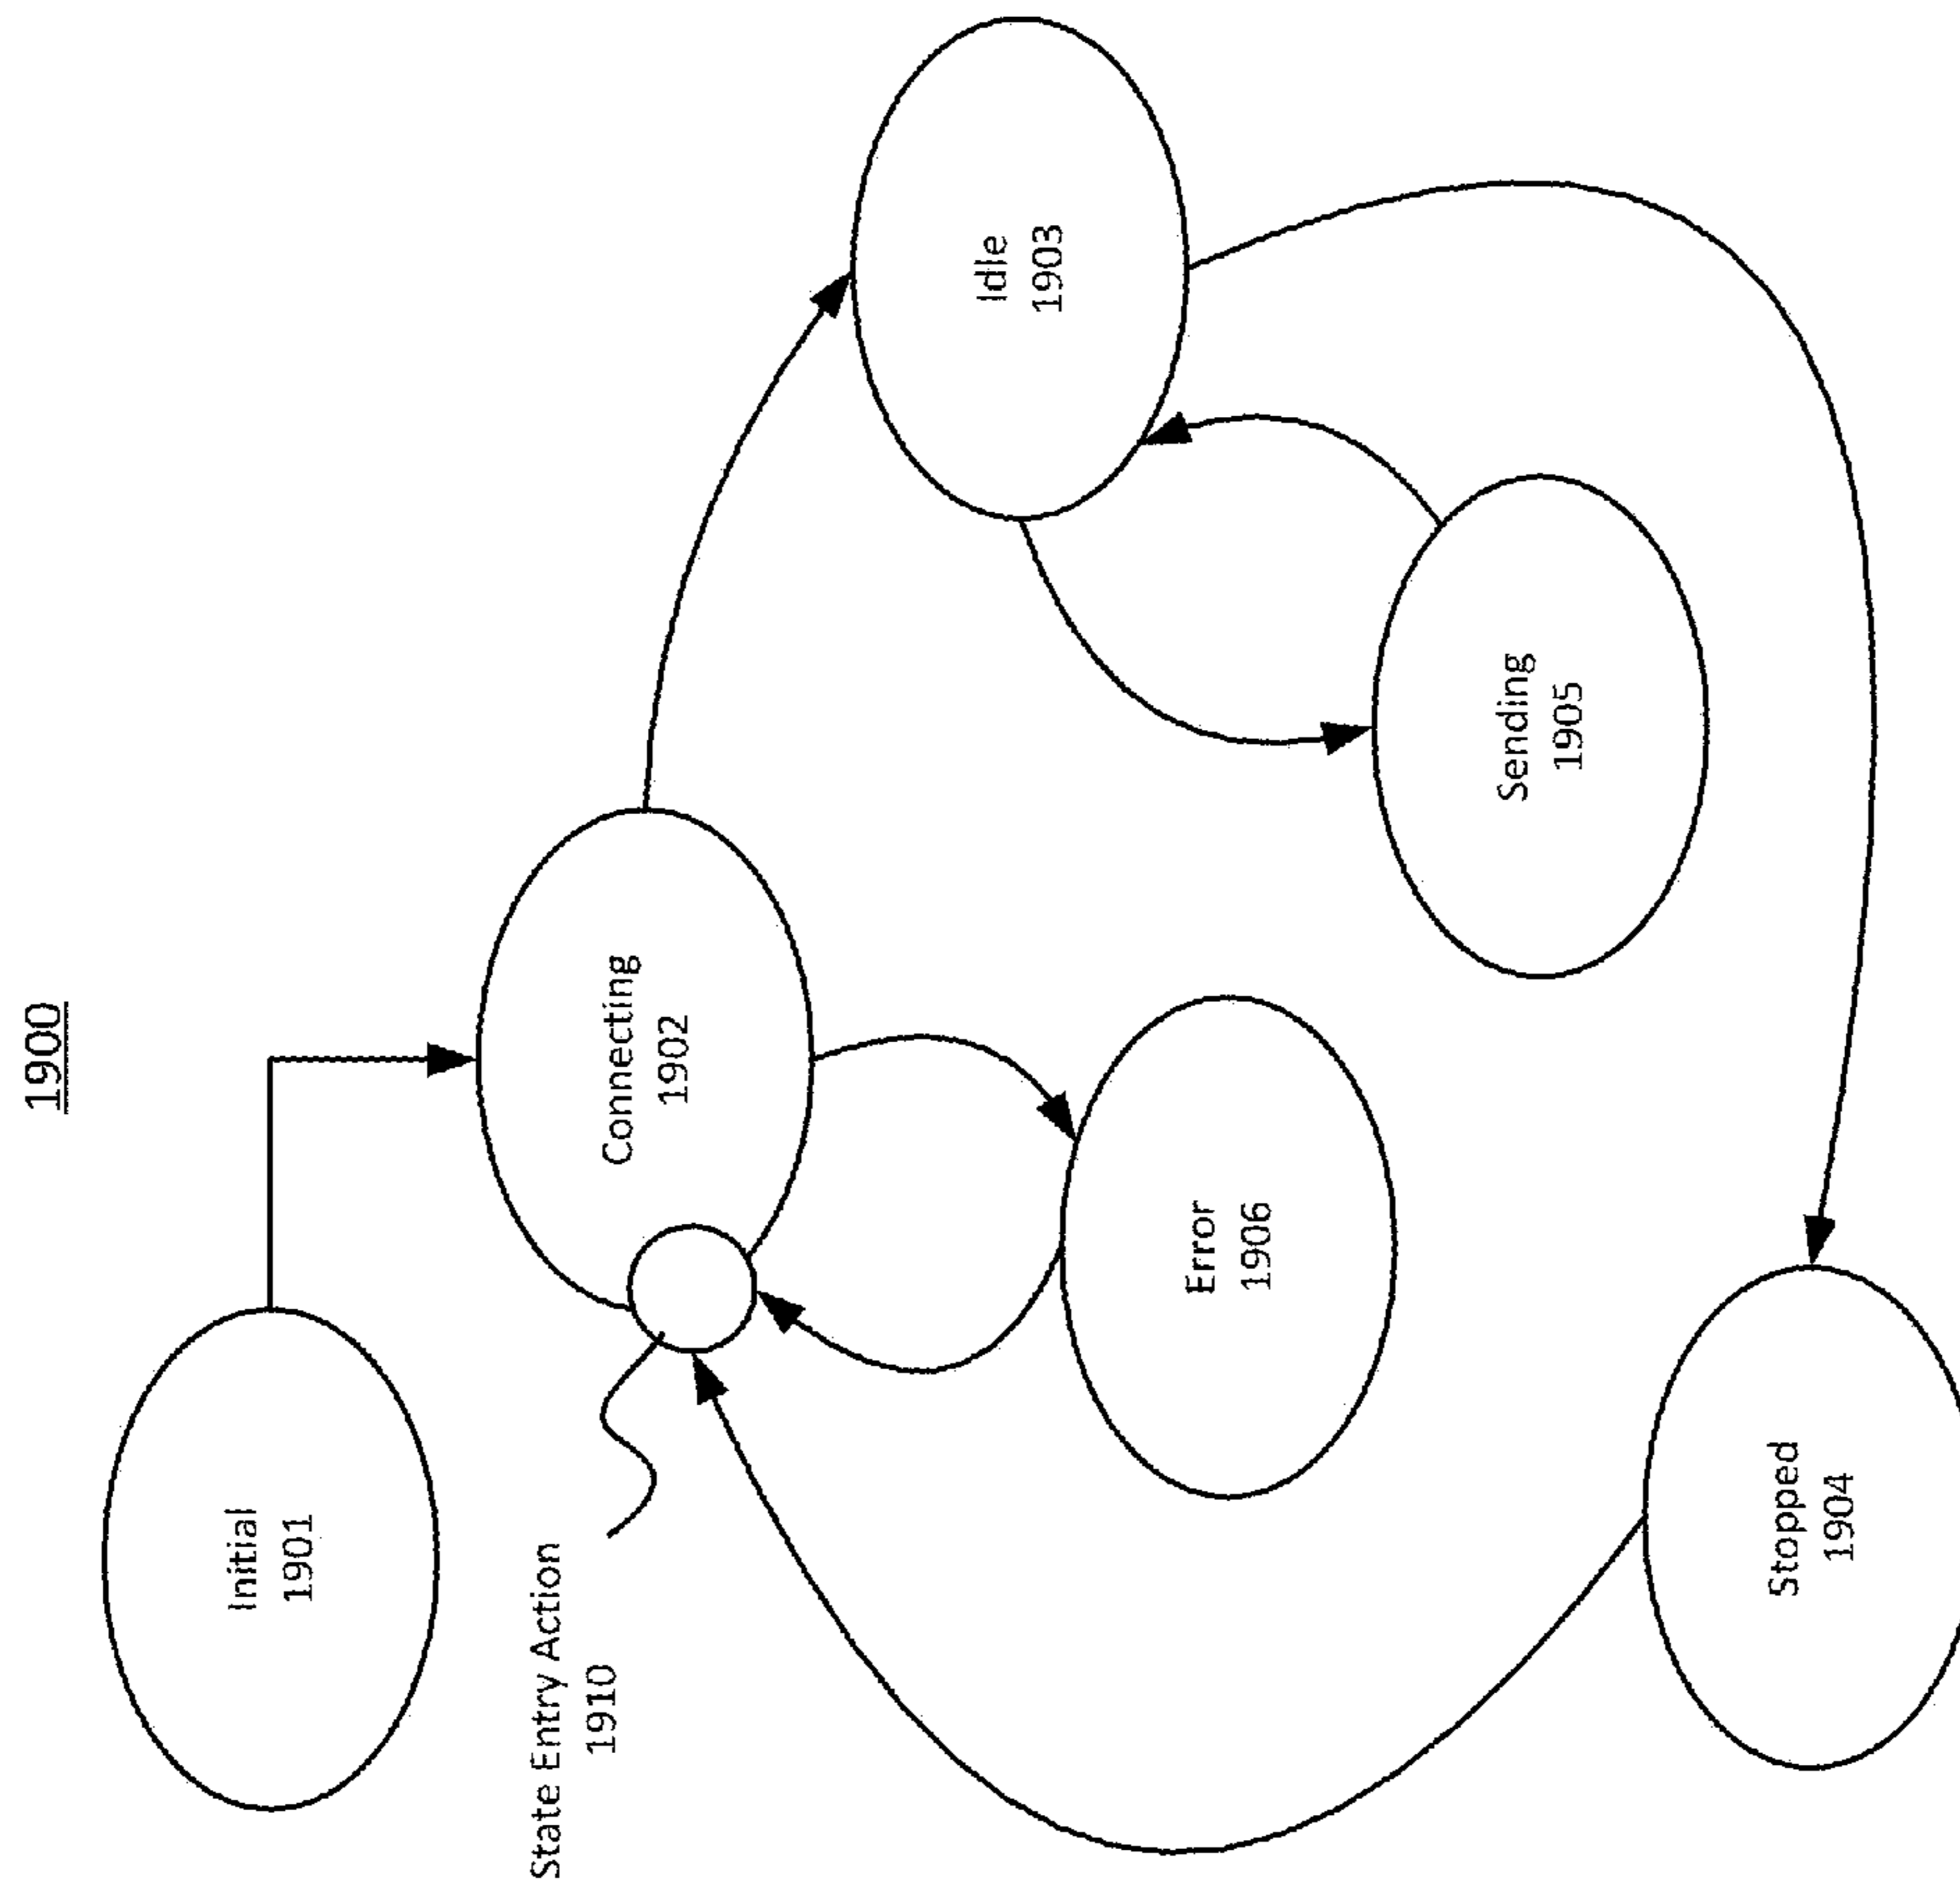 1900
Initial
1901
State Entry Action
1910
Connecting
1902
Idle
1903
Error
1906
Sending
1905
Stopped
1904